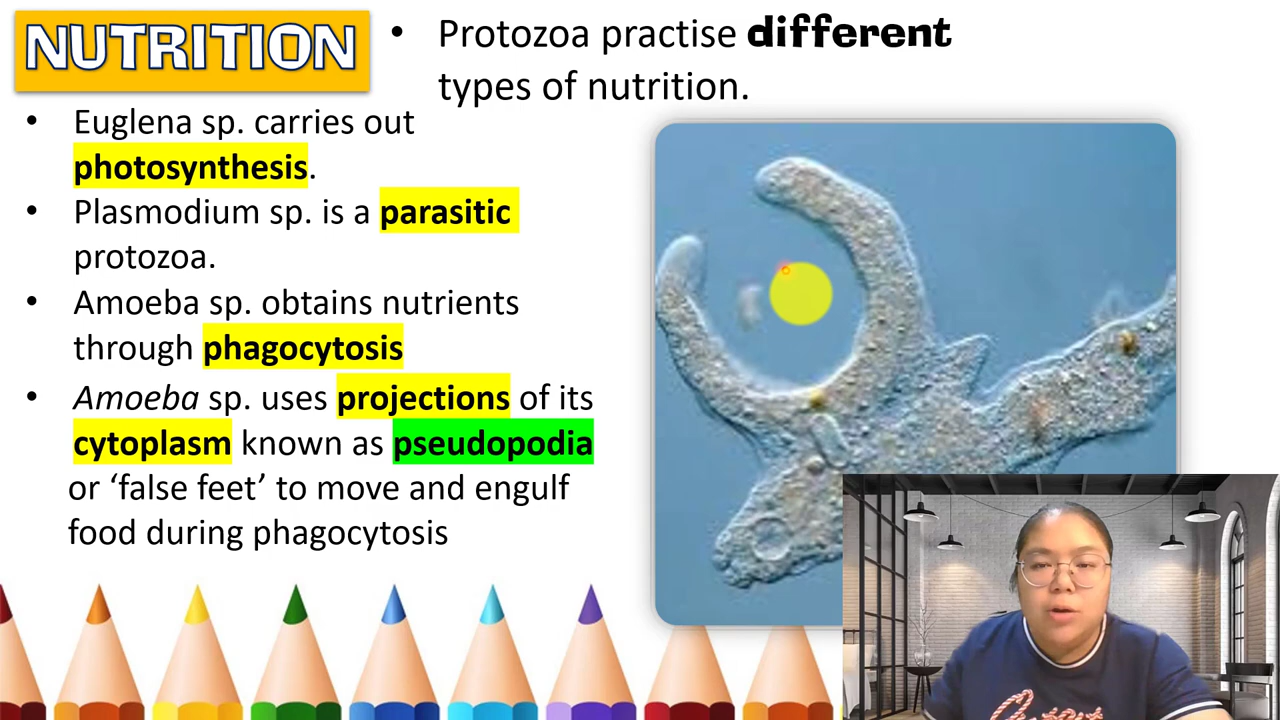 NUTRITION
• Protozoa practise different
types of nutrition.
• Euglena sp. carries out
photosynthesis.
• Plasmodium sp. is a parasitic
protozoa.
• Amoeba sp. obtains nutrients
through phagocytosis
• Amoeba sp. uses projections of its
cytoplasm known as pseudopodia
or ‘false feet’ to move and engulf
food during phagocytosis